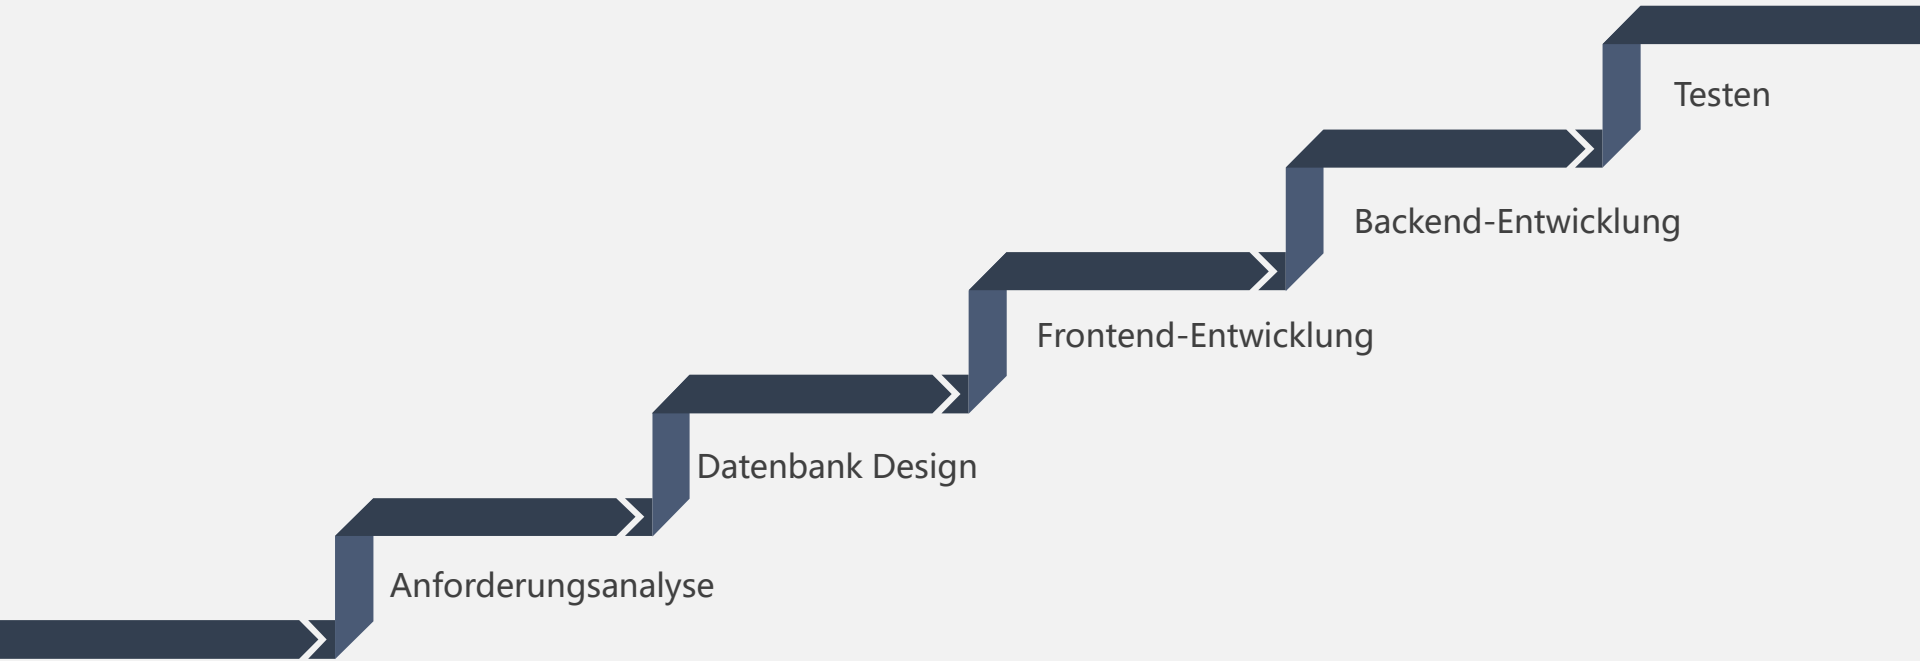 Testen
Backend-Entwicklung
Frontend-Entwicklung
Datenbank Design
Anforderungsanalyse